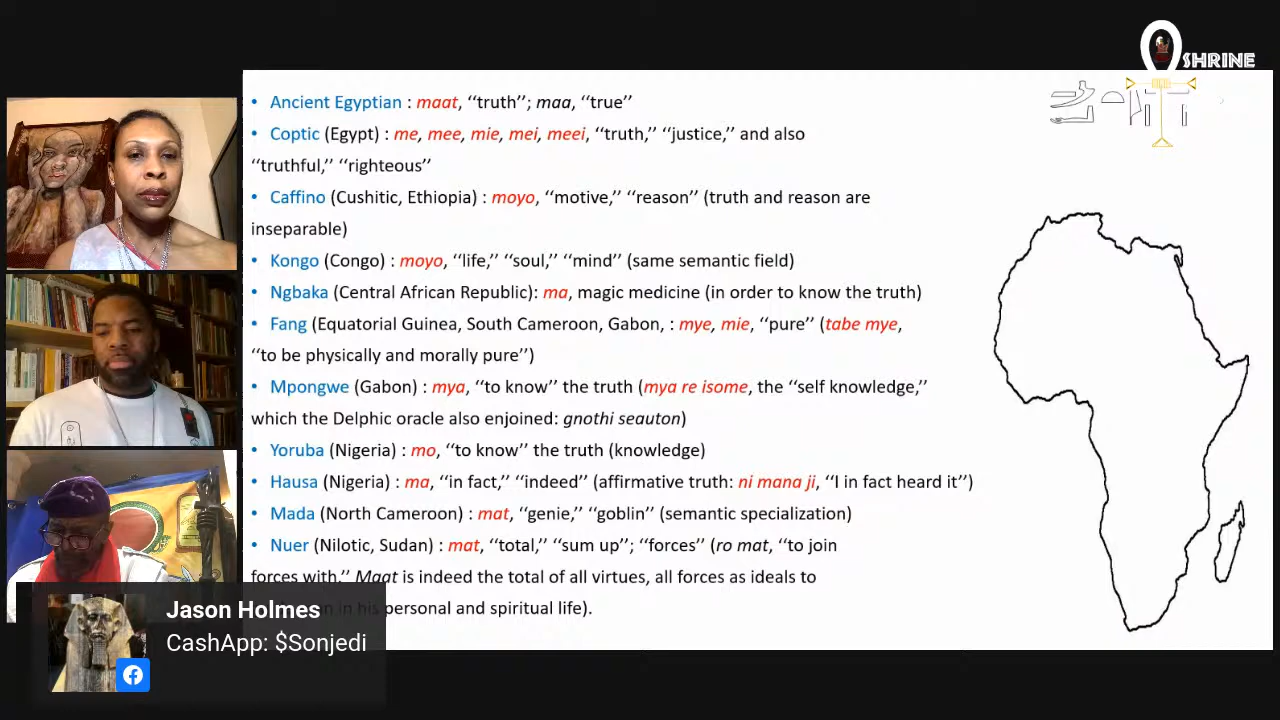 SHRINE
• Ancient Egyptian : maat, “truth”; maa, “true”
• Coptic (Egypt) : me, mee, mie, mei, meei, “truth,” “justice,” and also
“truthful,” “righteous”
• Caffino (Cushitic, Ethiopia) : moyo, “motive,” “reason” (truth and reason are
inseparable)
• Kongo (Congo) : moyo, “life,” “soul,” “mind” (same semantic field)
• Ngbaka (Central African Republic): ma, magic medicine (in order to know the truth)
• Fang (Equatorial Guinea, South Cameroon, Gabon, : mye, mie, “pure” (tabe mye,
“to be physically and morally pure”)
• Mpongwe (Gabon) : mya, “to know” the truth (mya re isome, the “self knowledge,”
which the Delphic oracle also enjoined: gnothi seauton)
• Yoruba (Nigeria) : mo, “to know” the truth (knowledge)
• Hausa (Nigeria) : ma, “in fact,” “indeed” (affirmative truth: ni mana ji, “I in fact heard it”)
• Mada (North Cameroon) : mat, “genie,” “goblin” (semantic specialization)
• Nuer (Nilotic, Sudan) : mat, “total,” “sum up”; “forces” (ro mat, “to join
forces with.” Maat is indeed the total of all virtues, all forces as ideals to
in his personal and spiritual life).
Jason Holmes
CashApp: $Sonjedi